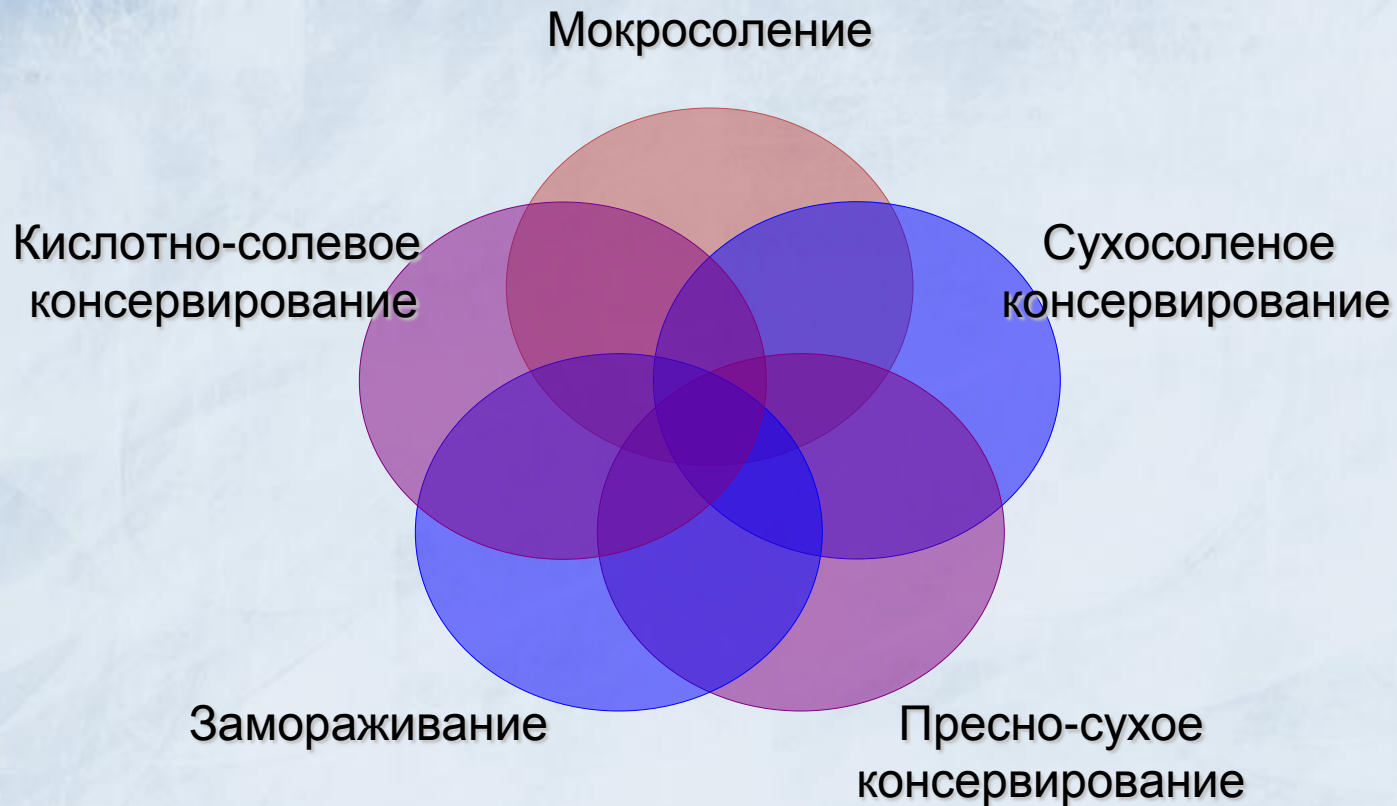 Мокросоление
Кислотно-солевое
консервирование
Сухосоленое
консервирование
Замораживание
Пресно-сухое
консервирование